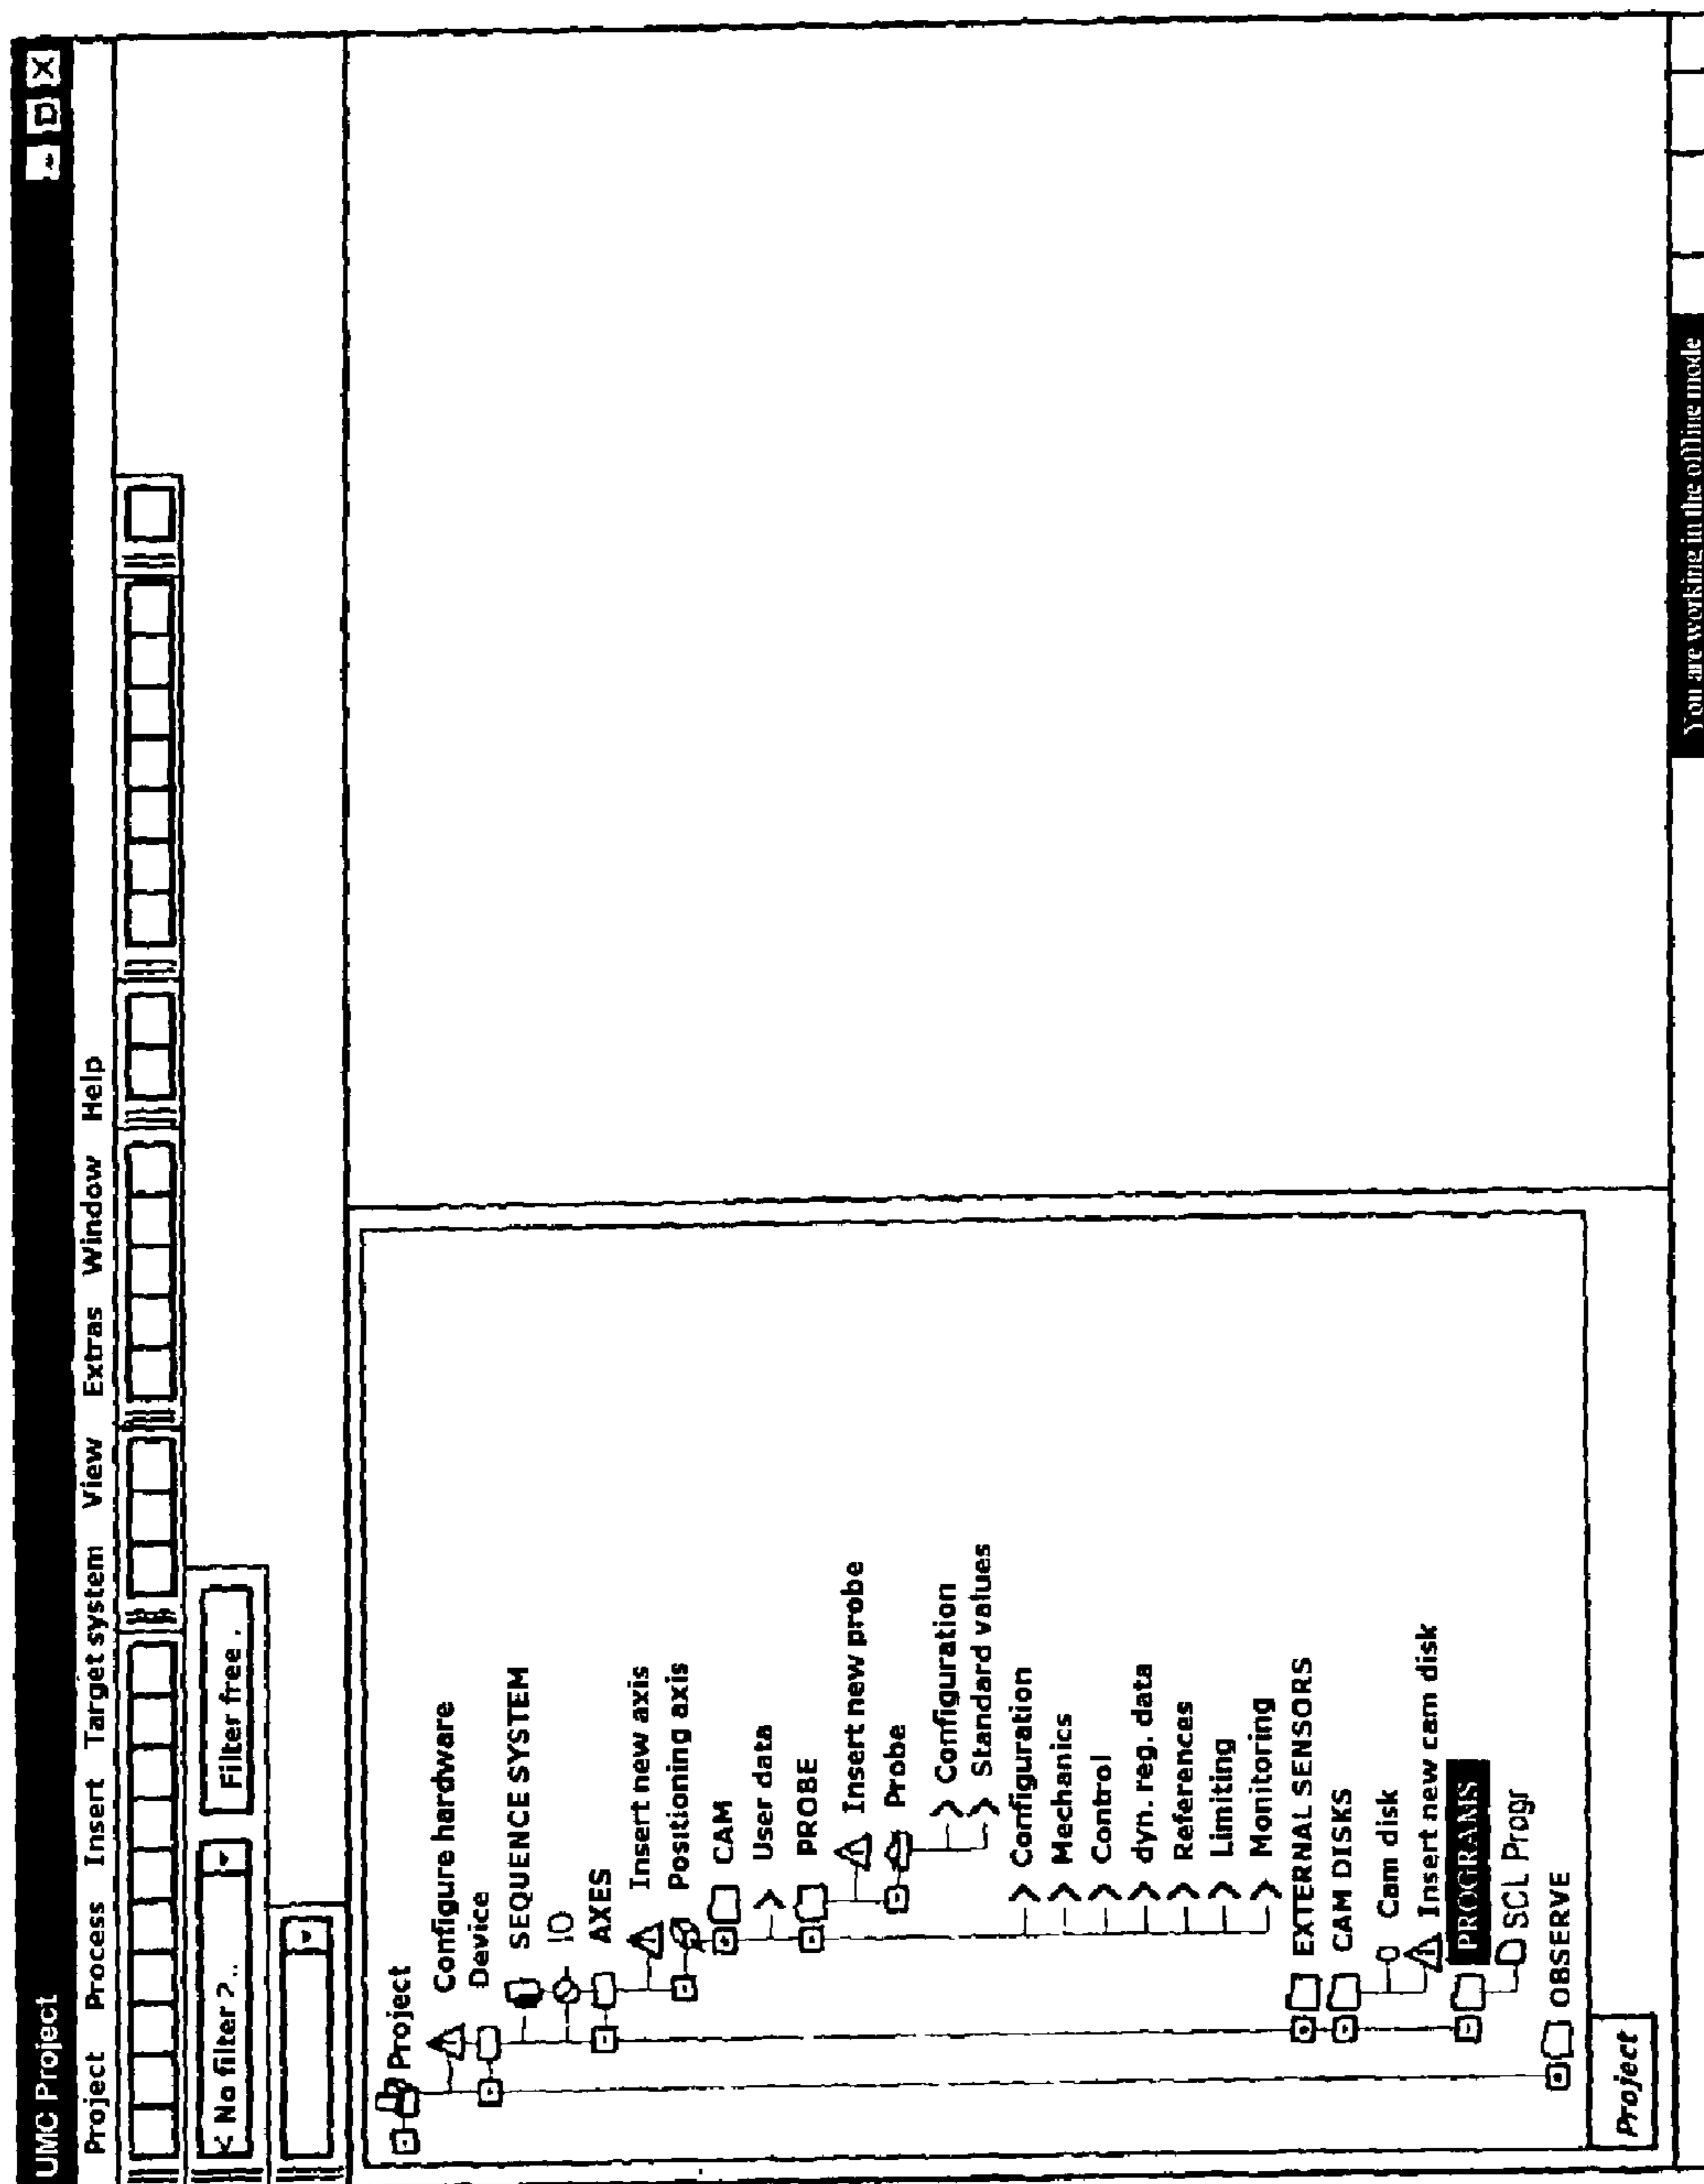 UMC Project
Project Process Insert Target system View Extras Window Help
< No filter ? .. Filter free .
Project
Configure hardware
Device
SEQUENCE SYSTEM
IO
AXES
Insert new axis
Positioning axis
CAM
User data
PROBE
Insert new probe
Probe
Configuration
Standard values
Configuration
Mechanics
Control
dyn. reg. data
References
Limiting
Monitoring
EXTERNAL SENSORS
CAM DISKS
Cam disk
Insert new cam disk
PROGRANS
SCL Progr
OBSERVE
Project
You are working in the offline mode